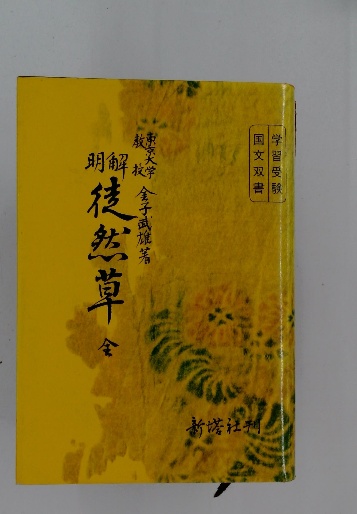 学習受験
国文双書
東京大学
教授
金子武雄著
明解
徒然草
全
新塔社刊